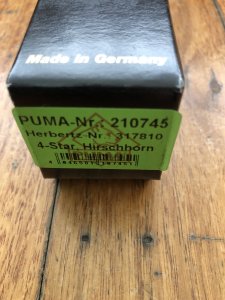 Made in Germany
PUMA-Nr.: 210745
Herbertz-Nr.: 317810
4-Star, Hirschhorn